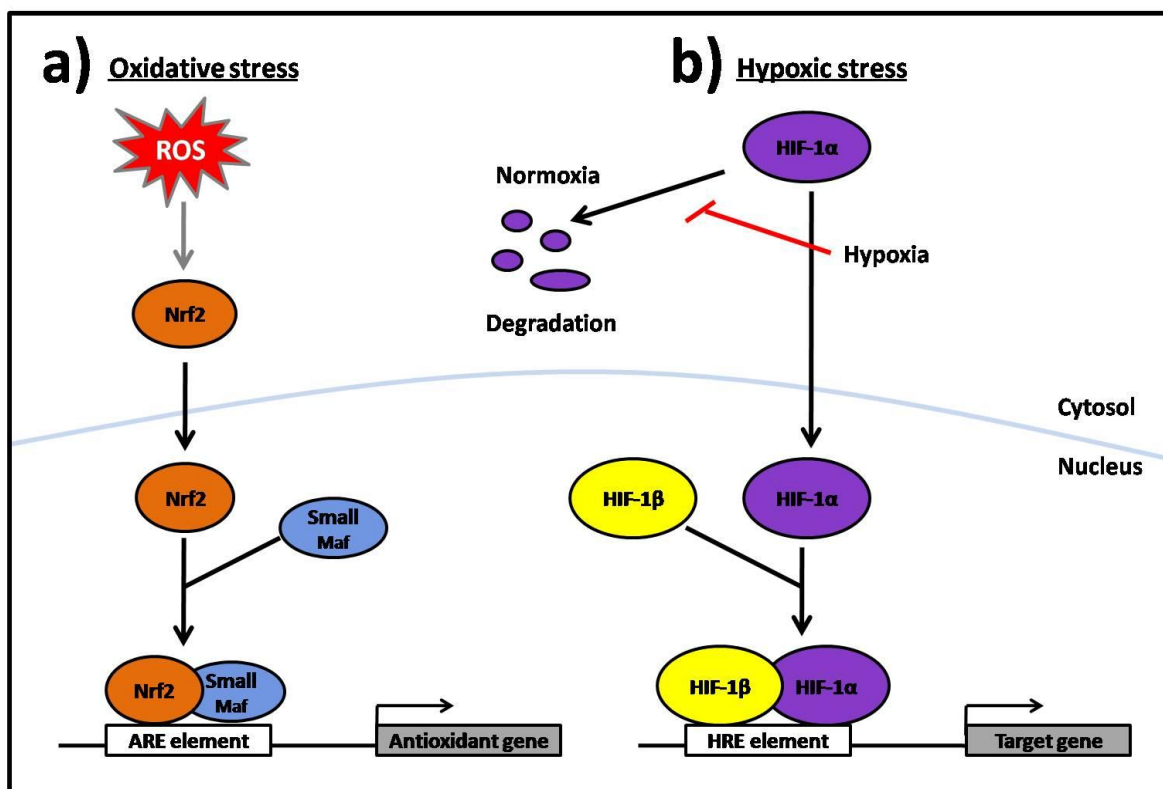 a) Oxidative stress
ROS
Nrf2
Nrf2
Small
Maf
Nrf2
Small
Maf
ARE element
Antioxidant gene
b) Hypoxic stress
HIF-1α
Normoxia
Hypoxia
Degradation
Cytosol
Nucleus
HIF-1β
HIF-1α
HIF-1β
HIF-1α
HRE element
Target gene